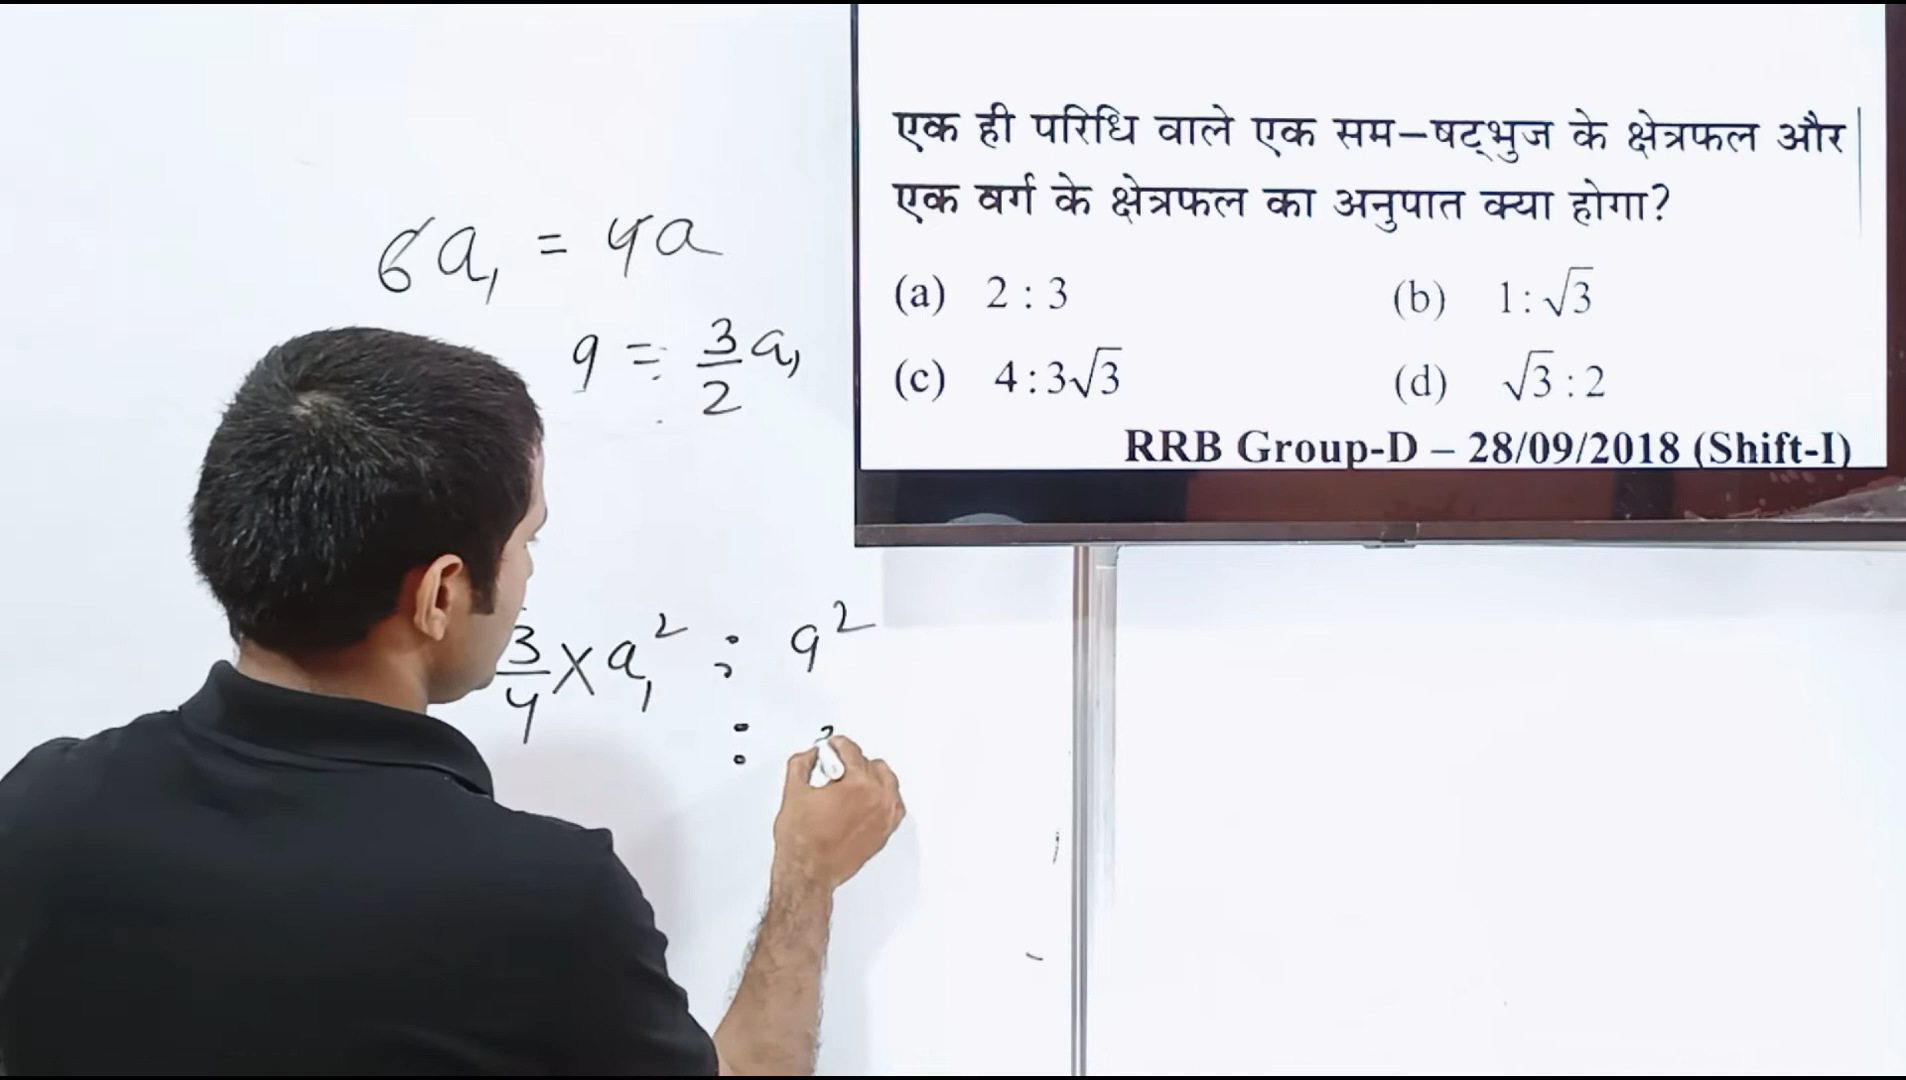 एक ही परिधि वाले एक सम–षट्भुज के क्षेत्रफल और
एक वर्ग के क्षेत्रफल का अनुपात क्या होगा?
(a) 2 : 3
(b) 1 : √3
(c) 4 : 3√3
(d) √3 : 2
RRB Group-D – 28/09/2018 (Shift-I)
6a₁ = 4a
a = 3/2 a₁
3/4 × a₁² : a²
: